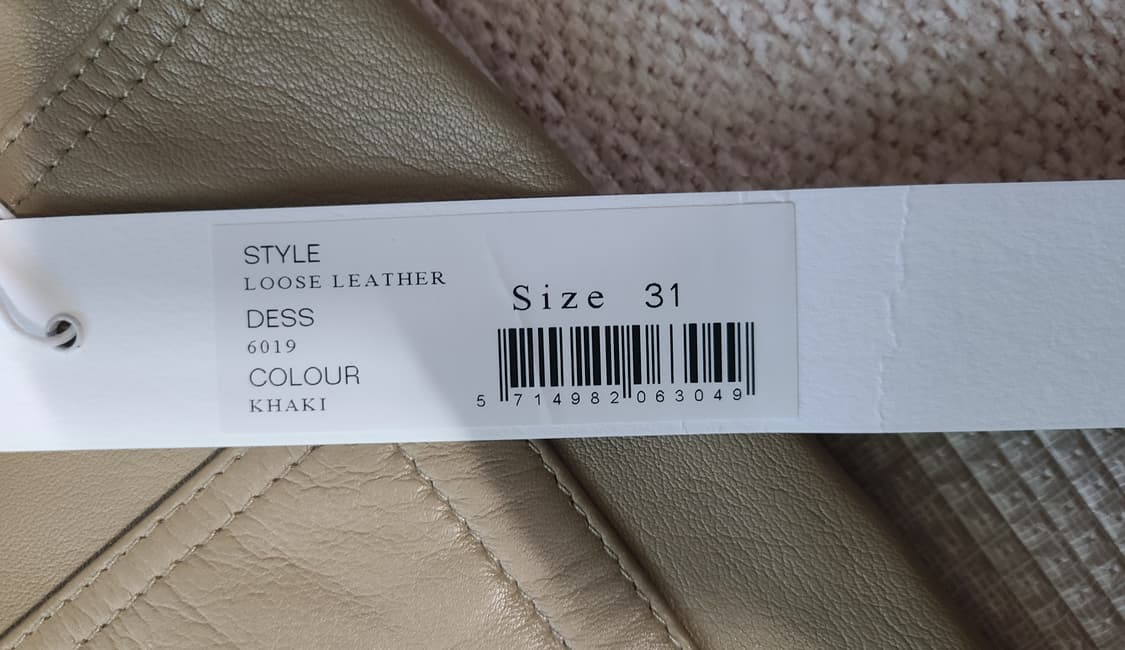 STYLE
LOOSE LEATHER
DESS
6019
COLOUR
KHAKI
Size 31
5 714982 063049